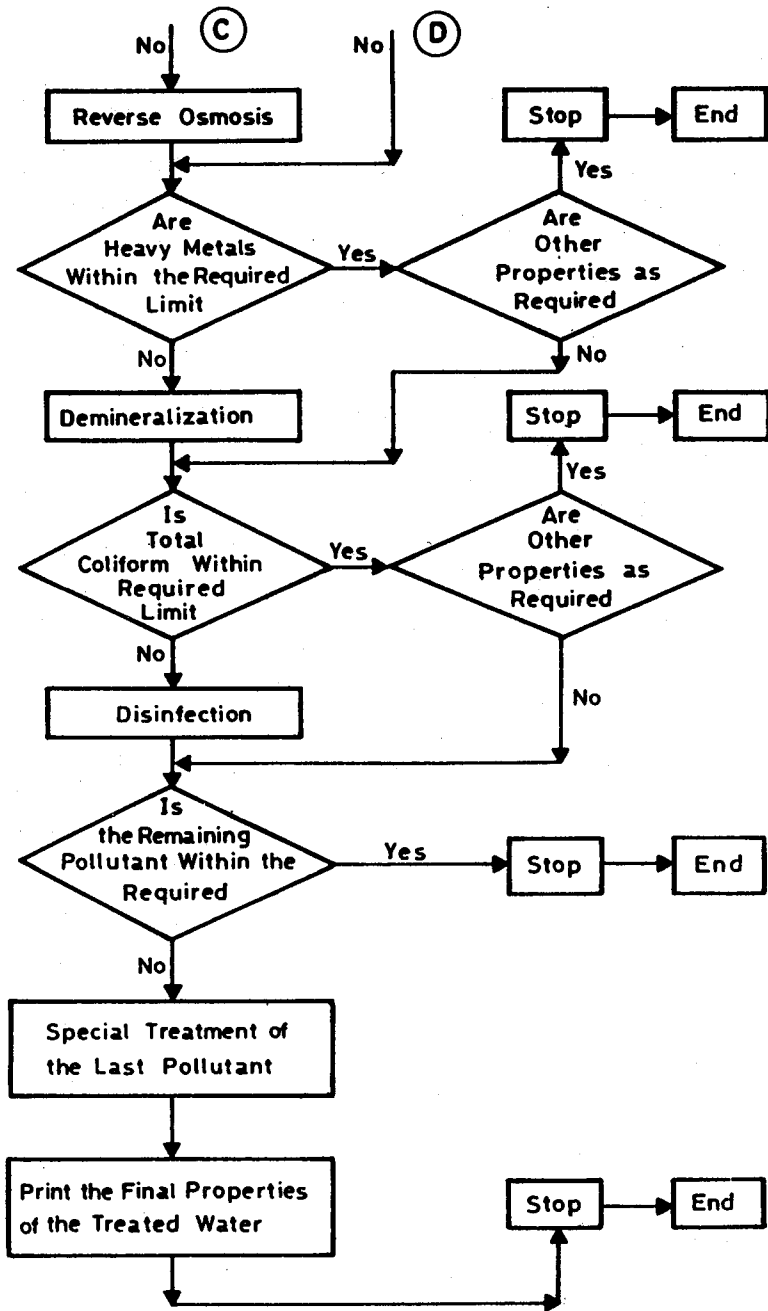 No
C
No
D
Reverse Osmosis
Stop
End
Yes
Are
Heavy Metals
Within the Required
Limit
Yes
Are
Other
Properties as
Required
No
No
Demineralization
Stop
End
Yes
Is
Total
Coliform Within
Required
Limit
Yes
Are
Other
Properties as
Required
No
No
Disinfection
Is
the Remaining
Pollutant Within the
Required
Yes
Stop
End
No
Special Treatment of
the Last Pollutant
Print the Final Properties
of the Treated Water
Stop
End